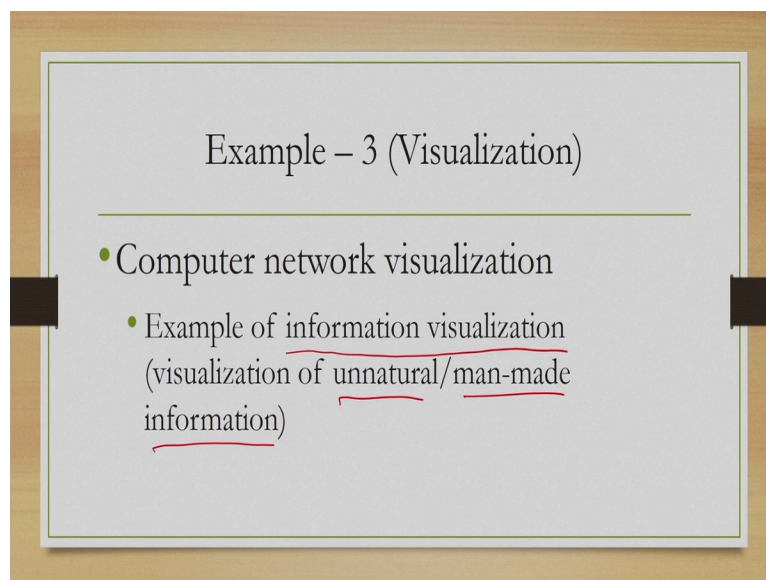 Example – 3 (Visualization)
•Computer network visualization
• Example of information visualization
(visualization of unnatural/man-made
information)